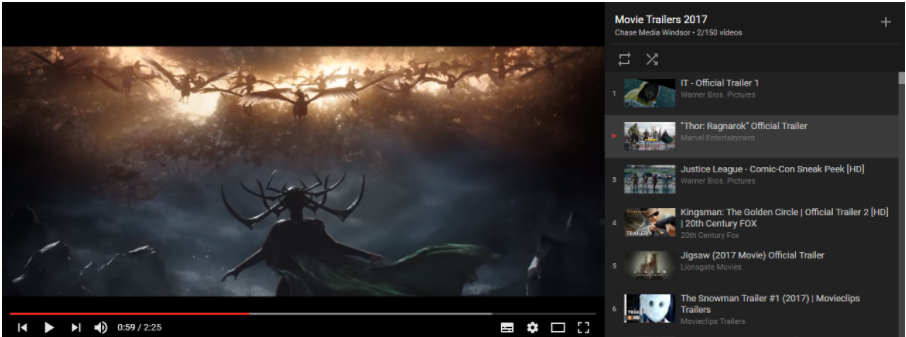 Movie Trailers 2017
Chase Media Windsor • 2/150 vídeos
1
IT - Official Trailer 1
Warner Bros. Pictures
"Thor: Ragnarok" Official Trailer
Marvel Entertainment
3
Justice League - Comic-Con Sneak Peek [HD]
Warner Bros. Pictures
4
Kingsman: The Golden Circle | Official Trailer 2 [HD]
| 20th Century FOX
20th Century Fox
5
Jigsaw (2017 Movie) Official Trailer
Lionsgate Movies
6
The Snowman Trailer #1 (2017) | Movieclips
Trailers
Movieclips Trailers
0:59 / 2:25